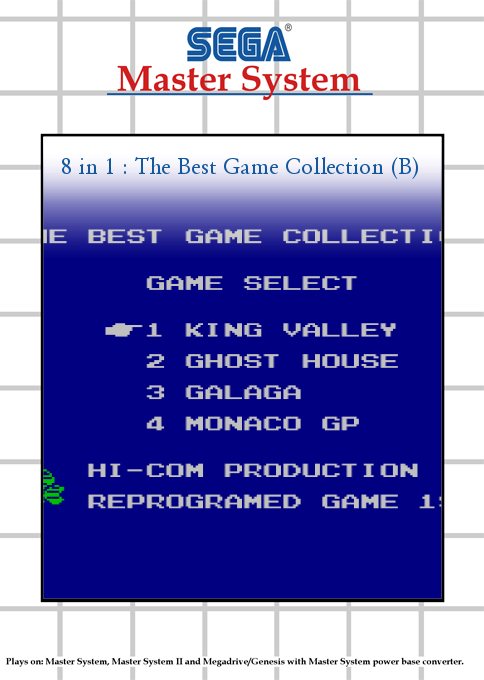 SEGA®
Master System
8 in 1 : The Best Game Collection (B)
BEST GAME COLLECTI
GAME SELECT
1 KING VALLEY
2 GHOST HOUSE
3 GALAGA
4 MONACO GP
HI-COM PRODUCTION
REPROGRAMED GAME 1
Plays on: Master System, Master System II and Megadrive/Genesis with Master System power base converter.